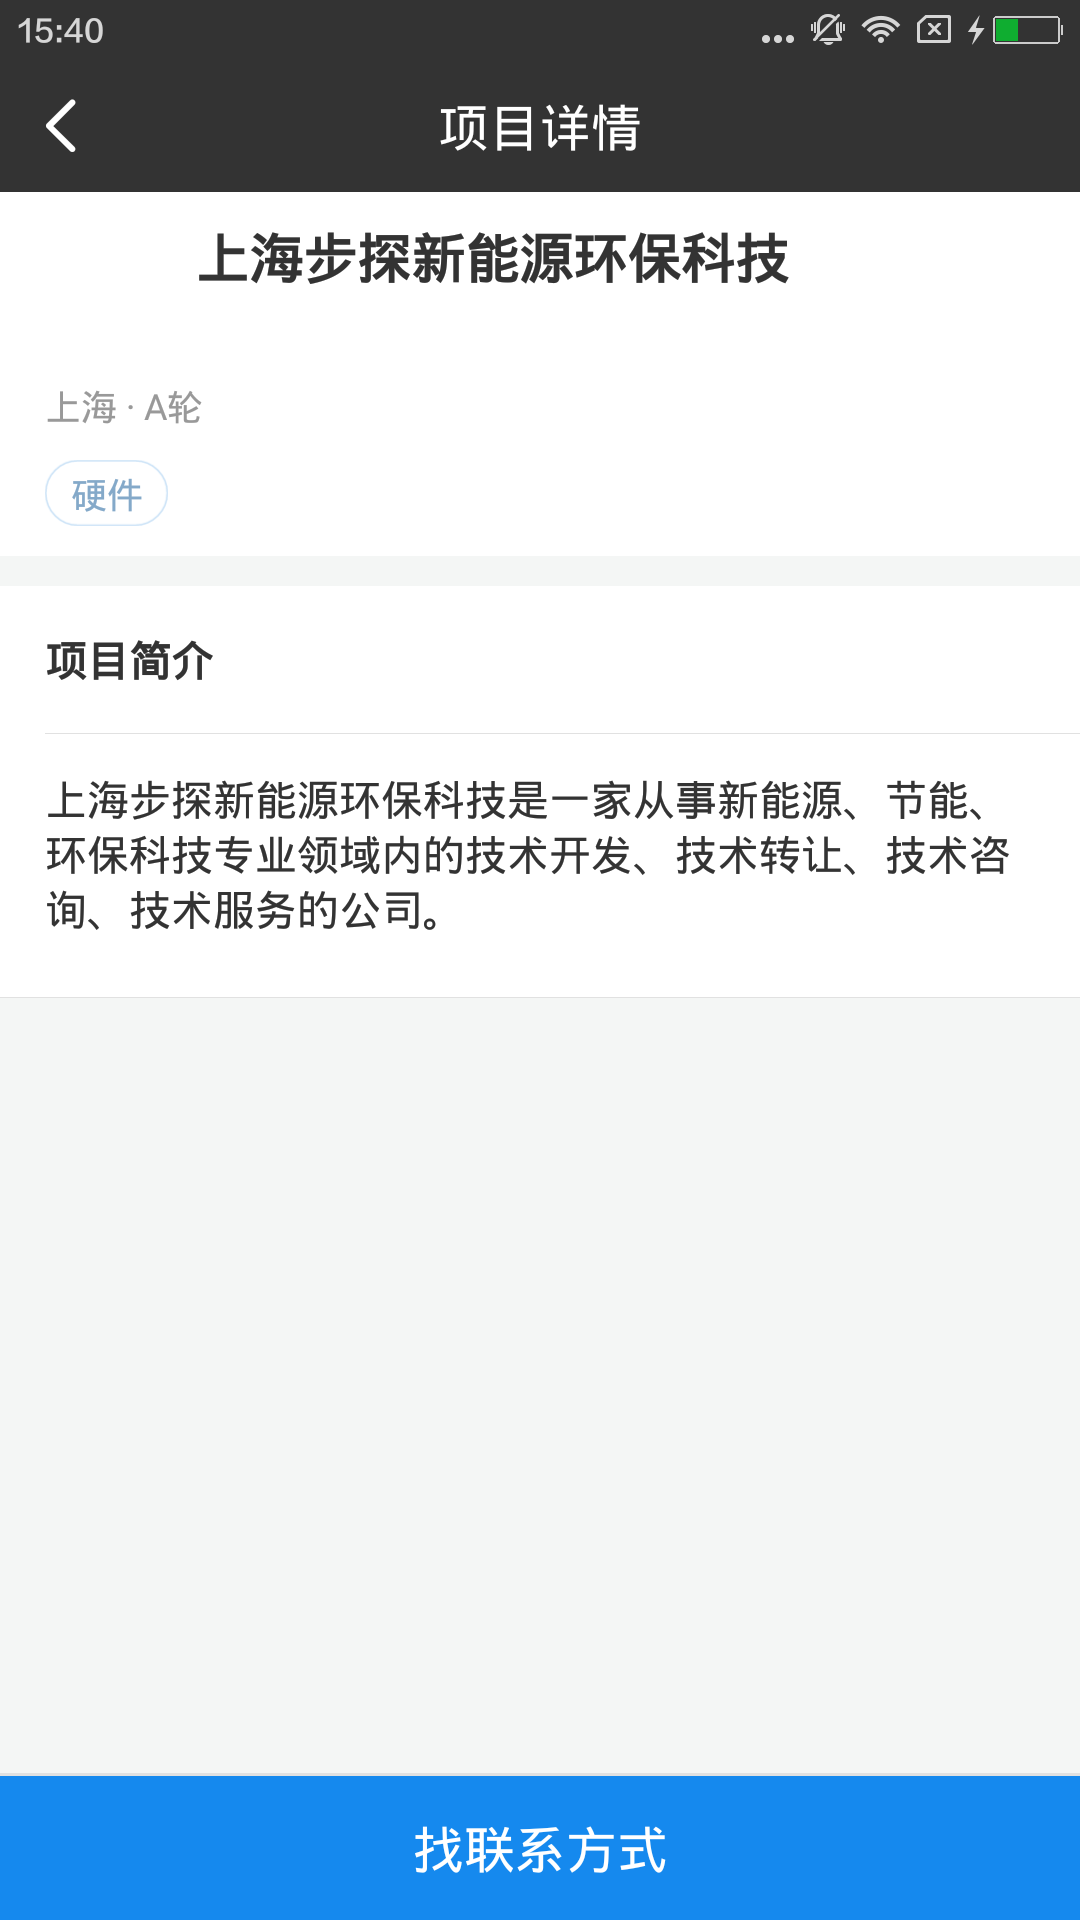 15:40
项目详情
上海步探新能源环保科技
上海 · A轮
硬件
项目简介
上海步探新能源环保科技是一家从事新能源、节能、
环保科技专业领域内的技术开发、技术转让、技术咨
询、技术服务的公司。
找联系方式